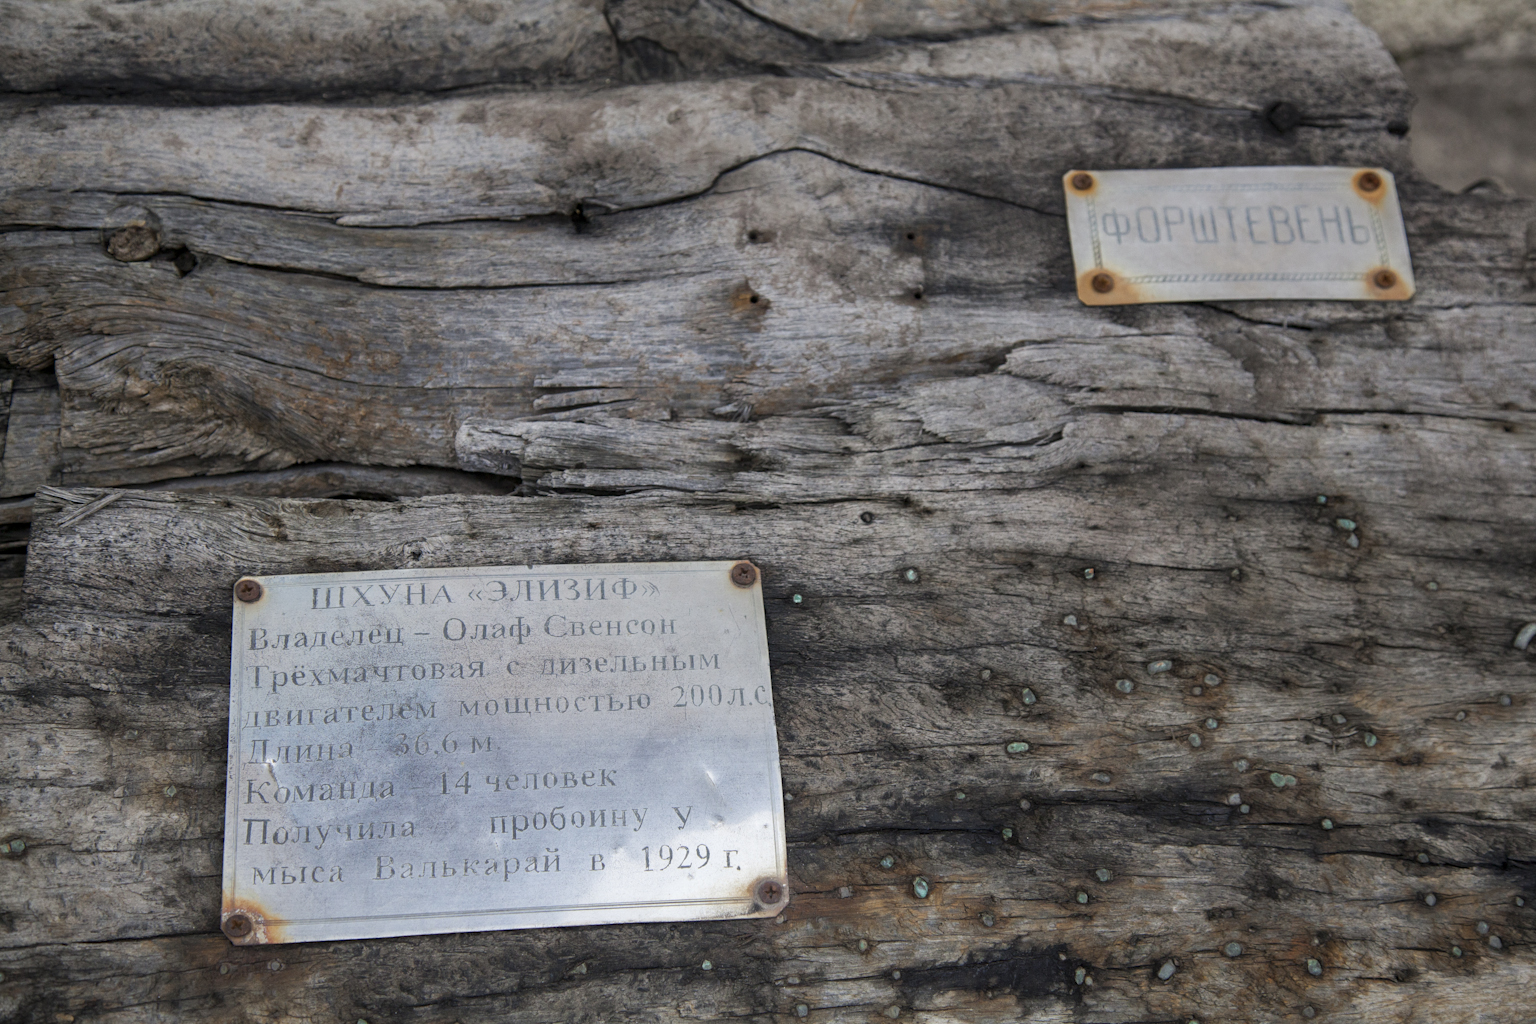 ФОРШТЕВЕНЬ
ШХУНА «ЭЛИЗИФ»
Владелец – Олаф Свенсон
Трёхмачтовая с дизельным
двигателем мощностью 200л.с.
Длина – 36,6 м.
Команда 14 человек
Получила пробоину у
мыса Валькарай в 1929 г.